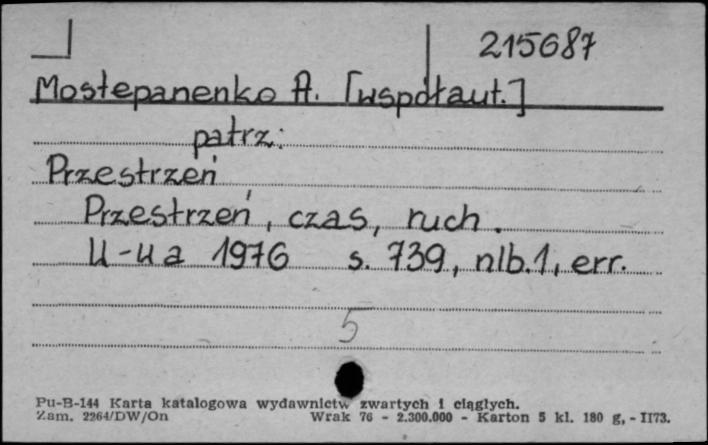 215687
Mostepanenko A. [współaut.]
patrz:
Przestrzeń
Przestrzeń, czas, ruch.
U-ua 1976 s. 739, nlb.1, err.
5
Pu-B-144 Karta katalogowa wydawnictw zwartych i ciągłych.
Zam. 2264/DW/On Wrak 76 - 2.300.000 - Karton 5 kl. 180 g, - II73.